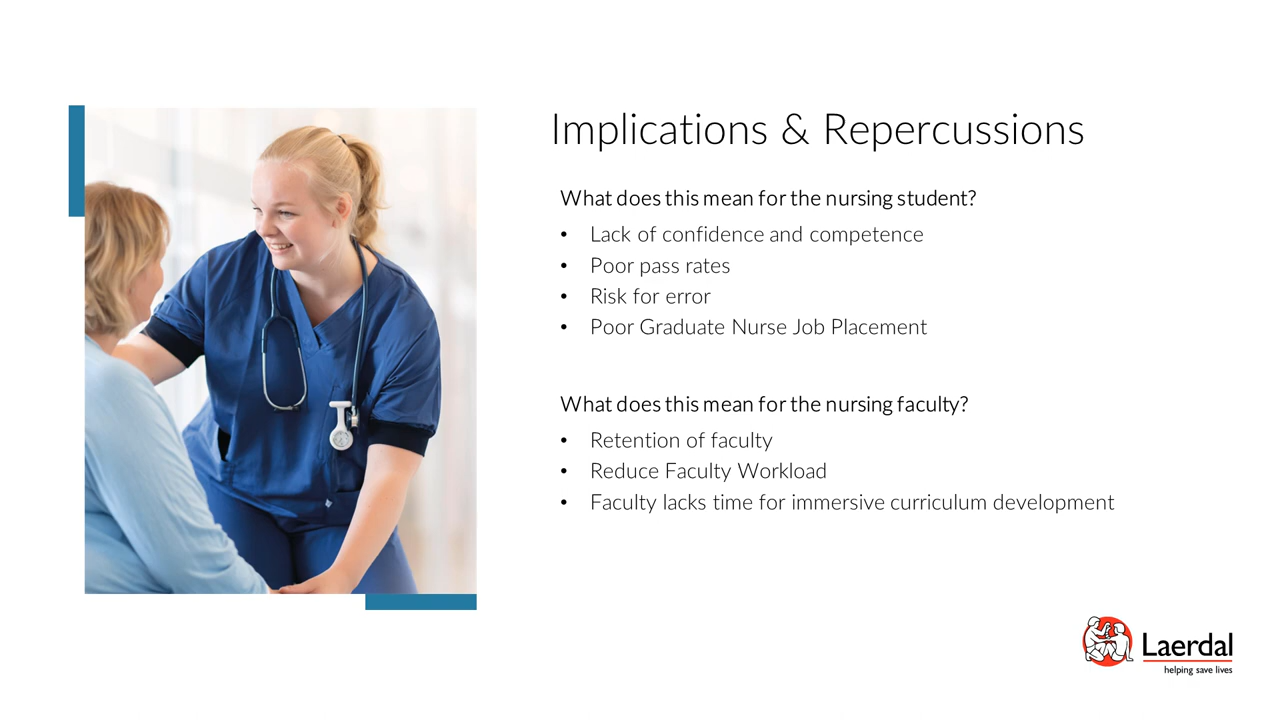 Implications & Repercussions
What does this mean for the nursing student?
• Lack of confidence and competence
• Poor pass rates
• Risk for error
• Poor Graduate Nurse Job Placement
What does this mean for the nursing faculty?
• Retention of faculty
• Reduce Faculty Workload
• Faculty lacks time for immersive curriculum development
Laerdal
helping save lives